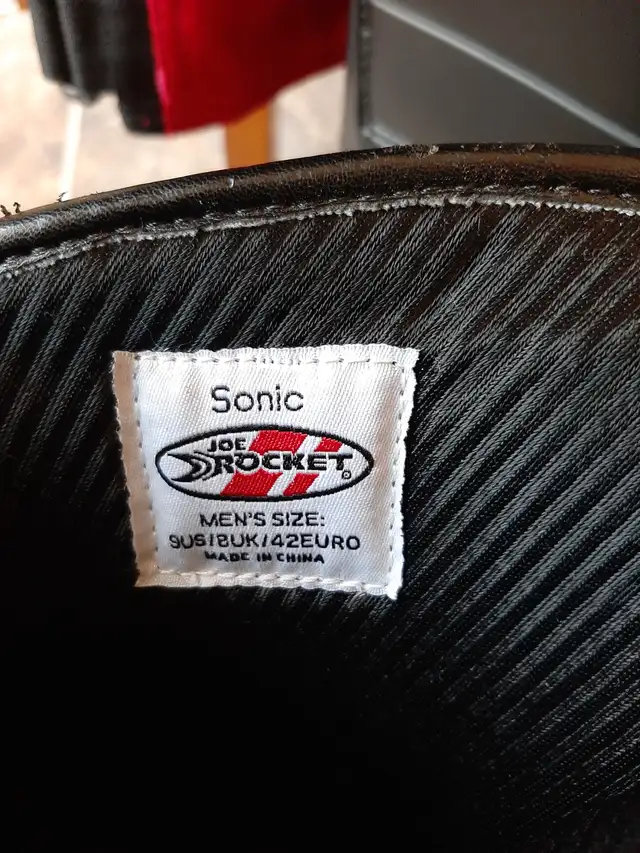 Sonic
JOE
ROCKET
MEN'S SIZE:
9US/8UK/42EURO
MADE IN CHINA